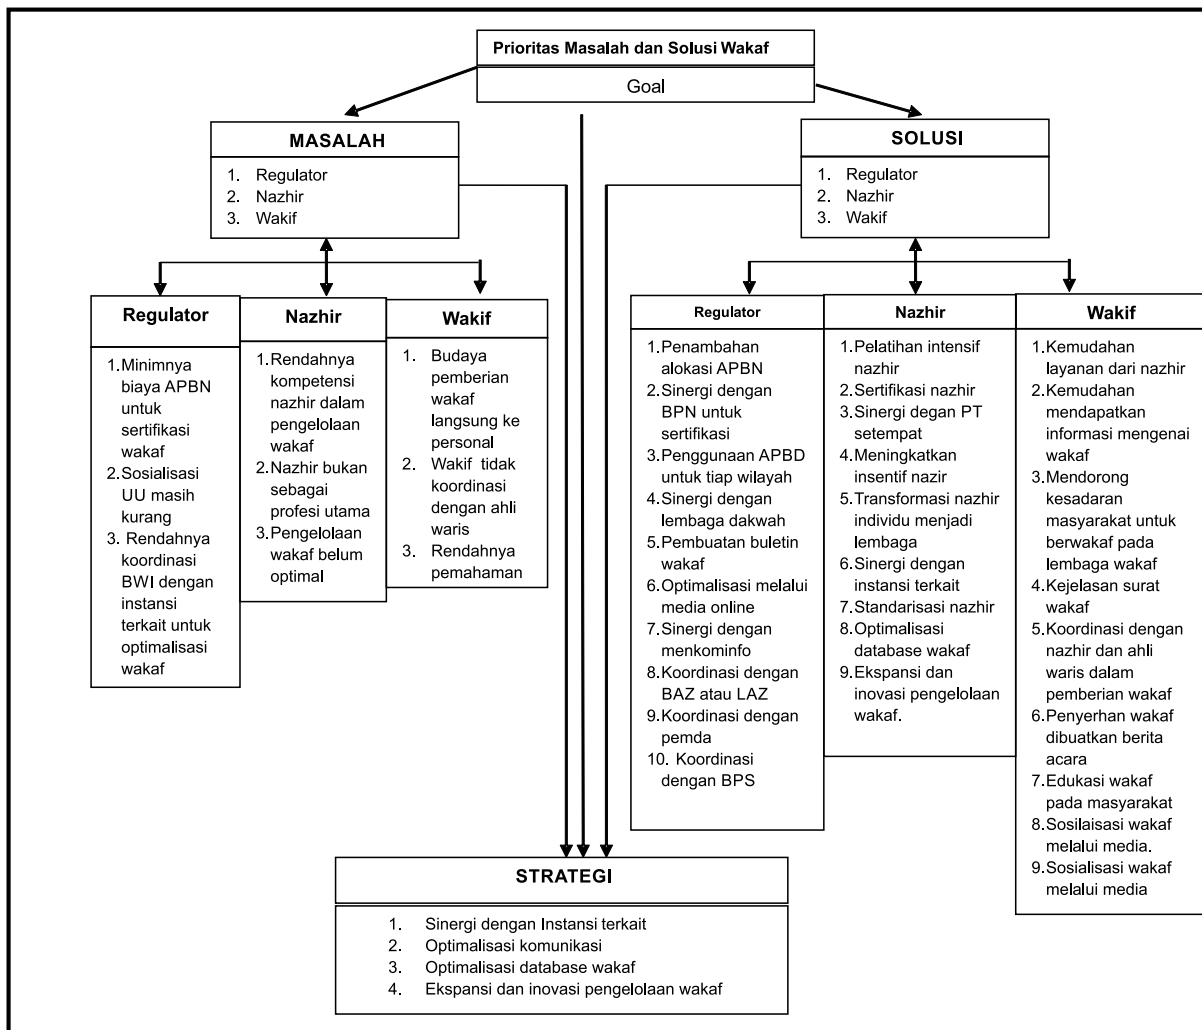 Prioritas Masalah dan Solusi Wakaf
Goal
MASALAH
1. Regulator
2. Nazhir
3. Wakif
SOLUSI
1. Regulator
2. Nazhir
3. Wakif
Regulator
1.Minimnya
biaya APBN
untuk
sertifikasi
wakaf
2.Sosialisasi
UU masih
kurang
3. Rendahnya
koordinasi
BWI dengan
instansi
terkait untuk
optimalisasi
wakaf
Nazhir
1.Rendahnya
kompetensi
nazhir dalam
pengelolaan
wakaf
2.Nazhir bukan
sebagai
profesi utama
3.Pengelolaan
wakaf belum
optimal
Wakif
1. Budaya
pemberian
wakaf
langsung ke
personal
2. Wakif tidak
koordinasi
dengan ahli
waris
3. Rendahnya
pemahaman
Regulator
1.Penambahan
alokasi APBN
2.Sinergi dengan
BPN untuk
sertifikasi
3.Penggunaan APBD
untuk tiap wilayah
4.Sinergi dengan
lembaga dakwah
5.Pembuatan buletin
wakaf
6.Optimalisasi melalui
media online
7.Sinergi dengan
menkominfo
8.Koordinasi dengan
BAZ atau LAZ
9.Koordinasi dengan
pemda
10. Koordinasi
dengan BPS
Nazhir
1.Pelatihan intensif
nazhir
2.Sertifikasi nazhir
3.Sinergi degan PT
setempat
4.Meningkatkan
insentif nazir
5.Transformasi nazhir
individu menjadi
lembaga
6.Sinergi dengan
instansi terkait
7.Standarisasi nazhir
8.Optimalisasi
database wakaf
9.Ekspansi dan
inovasi pengelolaan
wakaf.
Wakif
1.Kemudahan
layanan dari nazhir
2.Kemudahan
mendapatkan
informasi mengenai
wakaf
3.Mendorong
kesadaran
masyarakat untuk
berwakaf pada
lembaga wakaf
4.Kejelasan surat
wakaf
5.Koordinasi dengan
nazhir dan ahli
waris dalam
pemberian wakaf
6.Penyerhan wakaf
dibuatkan berita
acara
7.Edukasi wakaf
pada masyarakat
8.Sosilaisasi wakaf
melalui media.
9.Sosialisasi wakaf
melalui media
STRATEGI
1. Sinergi dengan Instansi terkait
2. Optimalisasi komunikasi
3. Optimalisasi database wakaf
4. Ekspansi dan inovasi pengelolaan wakaf